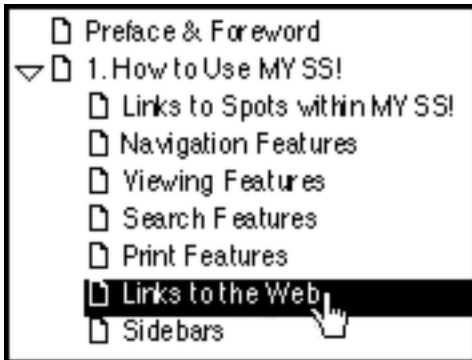 Preface & Foreword
1. How to Use MY SS!
Links to Spots within MY SS!
Navigation Features
Viewing Features
Search Features
Print Features
Links to the Web
Sidebars